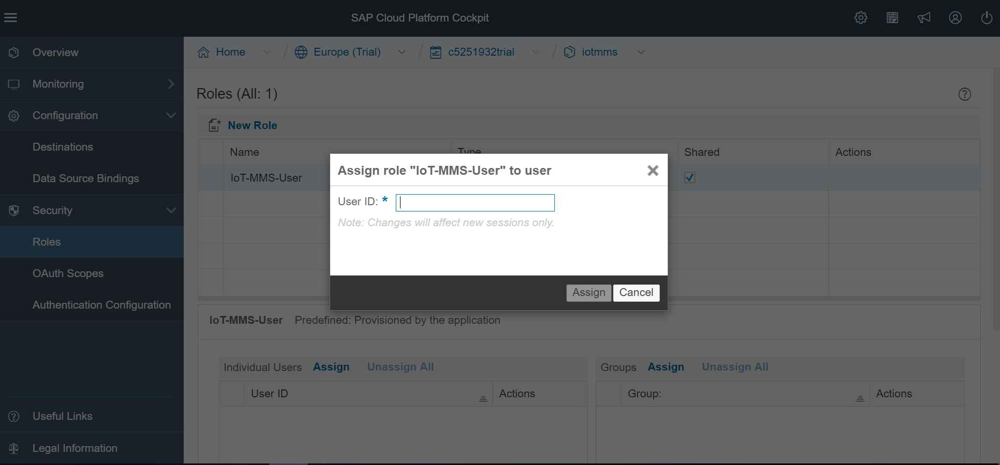 SAP Cloud Platform Cockpit
Overview
Monitoring
Configuration
Destinations
Data Source Bindings
Security
Roles
OAuth Scopes
Authentication Configuration
Useful Links
Legal Information
Home / Europe (Trial) / c5251932trial / iotmms
Roles (All: 1)
New Role
Name Type Shared Actions
IoT-MMS-User
Assign role "IoT-MMS-User" to user
User ID: *
Note: Changes will affect new sessions only.
Assign Cancel
IoT-MMS-User Predefined: Provisioned by the application
Individual Users Assign Unassign All
User ID Actions
Groups Assign Unassign All
Group: Actions